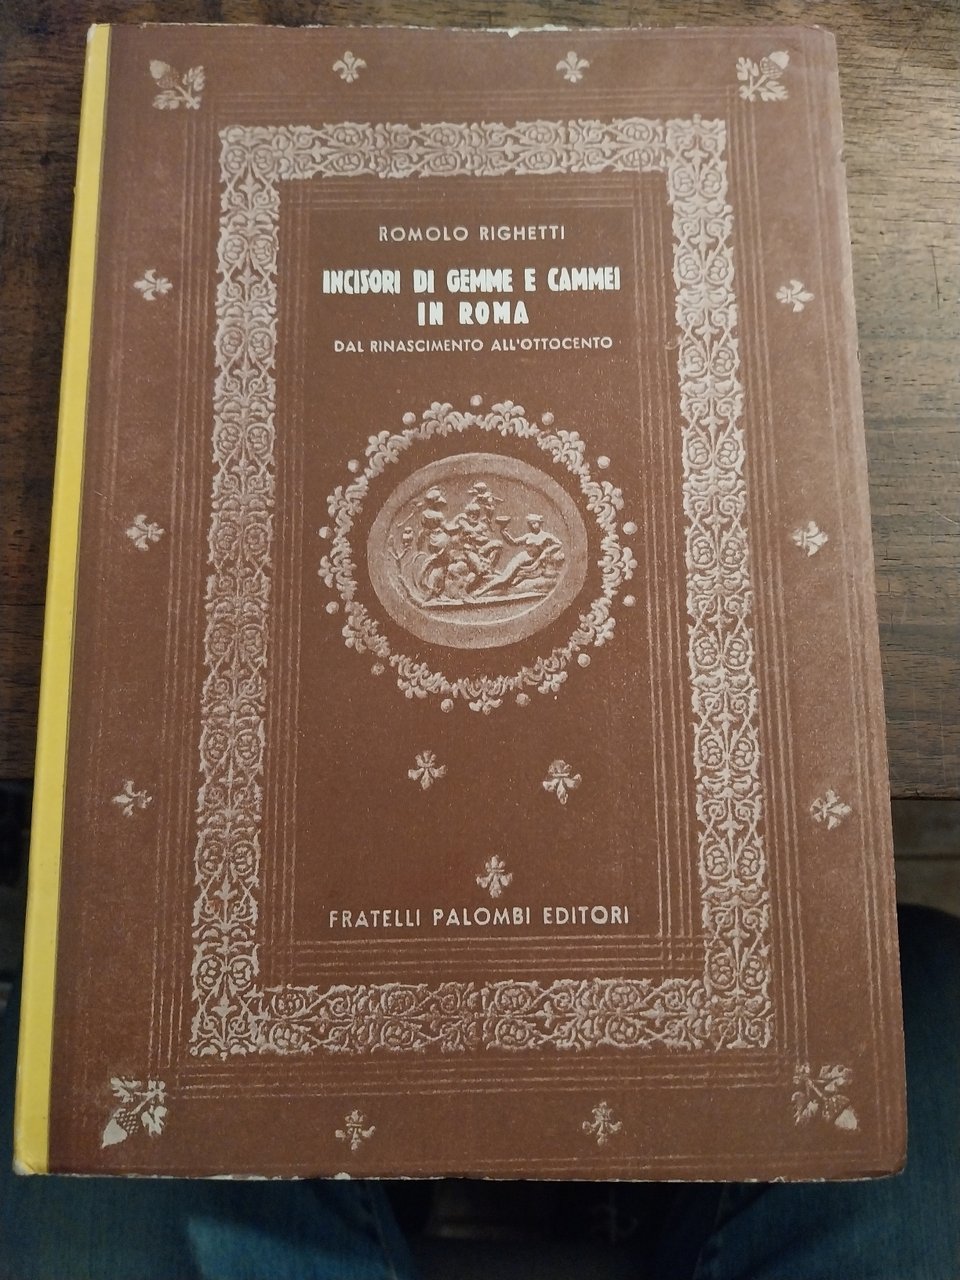 ROMOLO RIGHETTI
INCISORI DI GEMME E CAMMEI
IN ROMA
DAL RINASCIMENTO ALL'OTTOCENTO
FRATELLI PALOMBI EDITORI